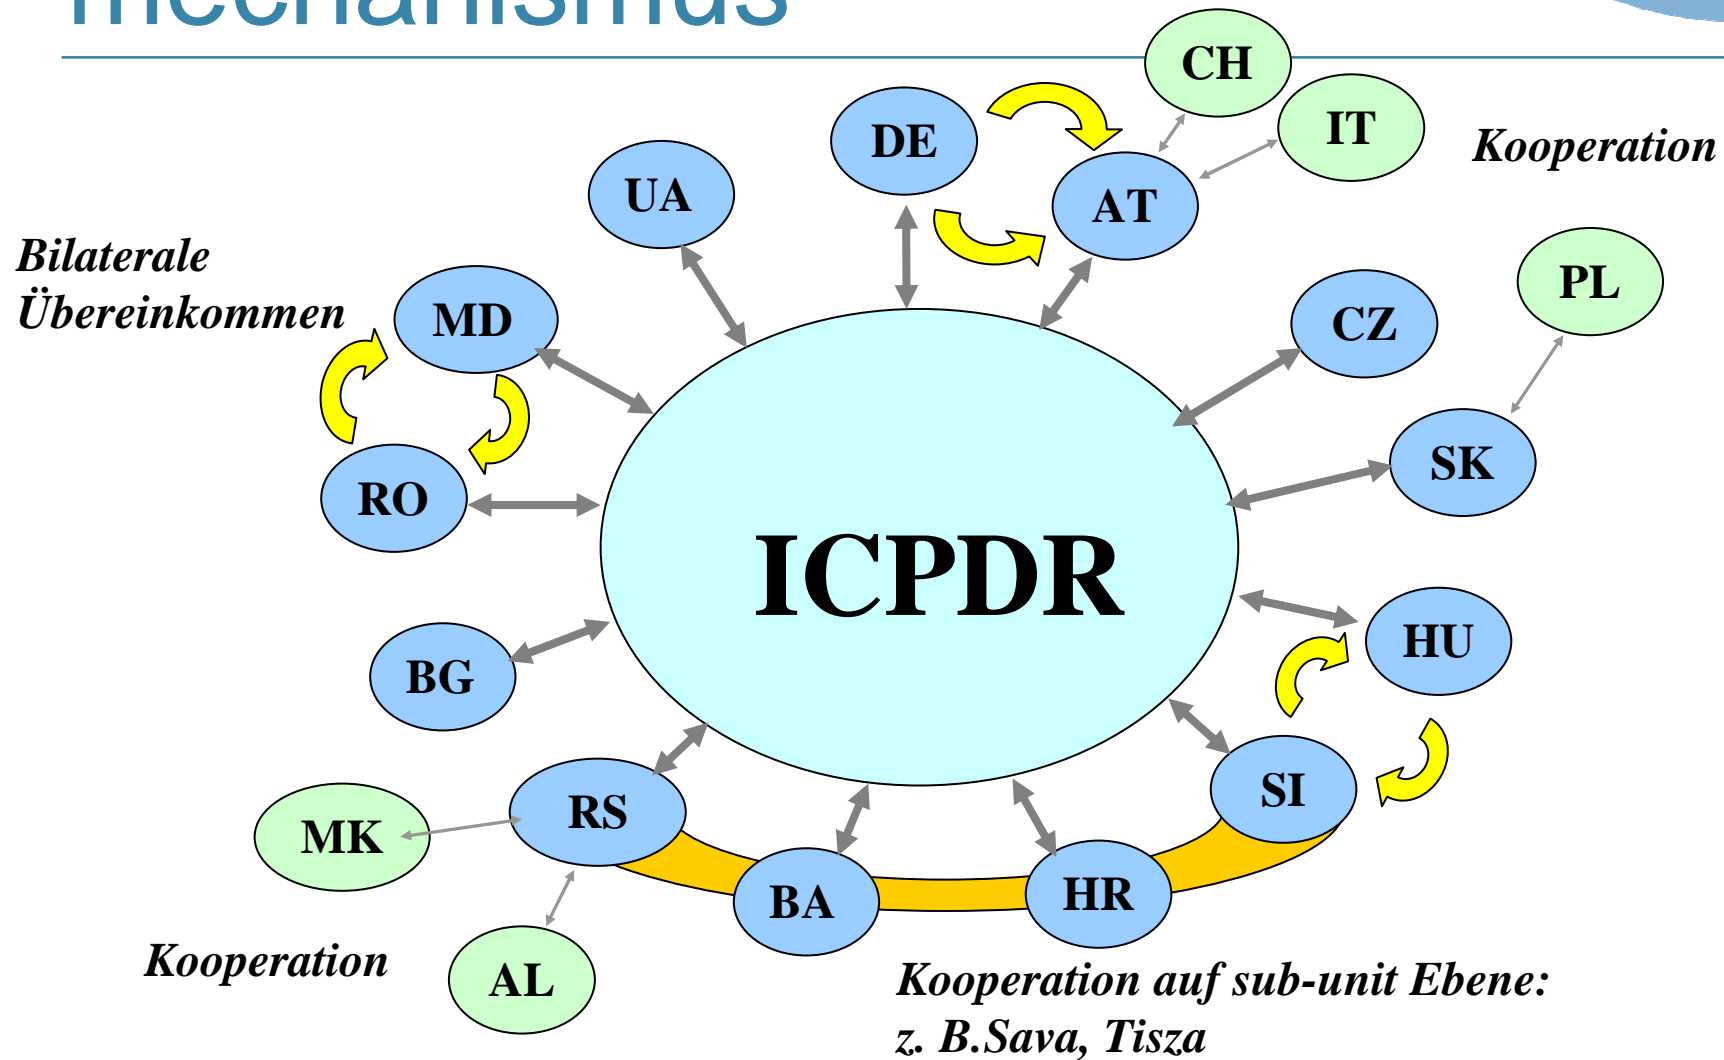 mechanismus
CH
IT
DE
Kooperation
UA
AT
Bilaterale
Übereinkommen
PL
MD
CZ
SK
RO
ICPDR
HU
BG
SI
RS
MK
BA
HR
Kooperation
AL
Kooperation auf sub-unit Ebene:
z. B.Sava, Tisza